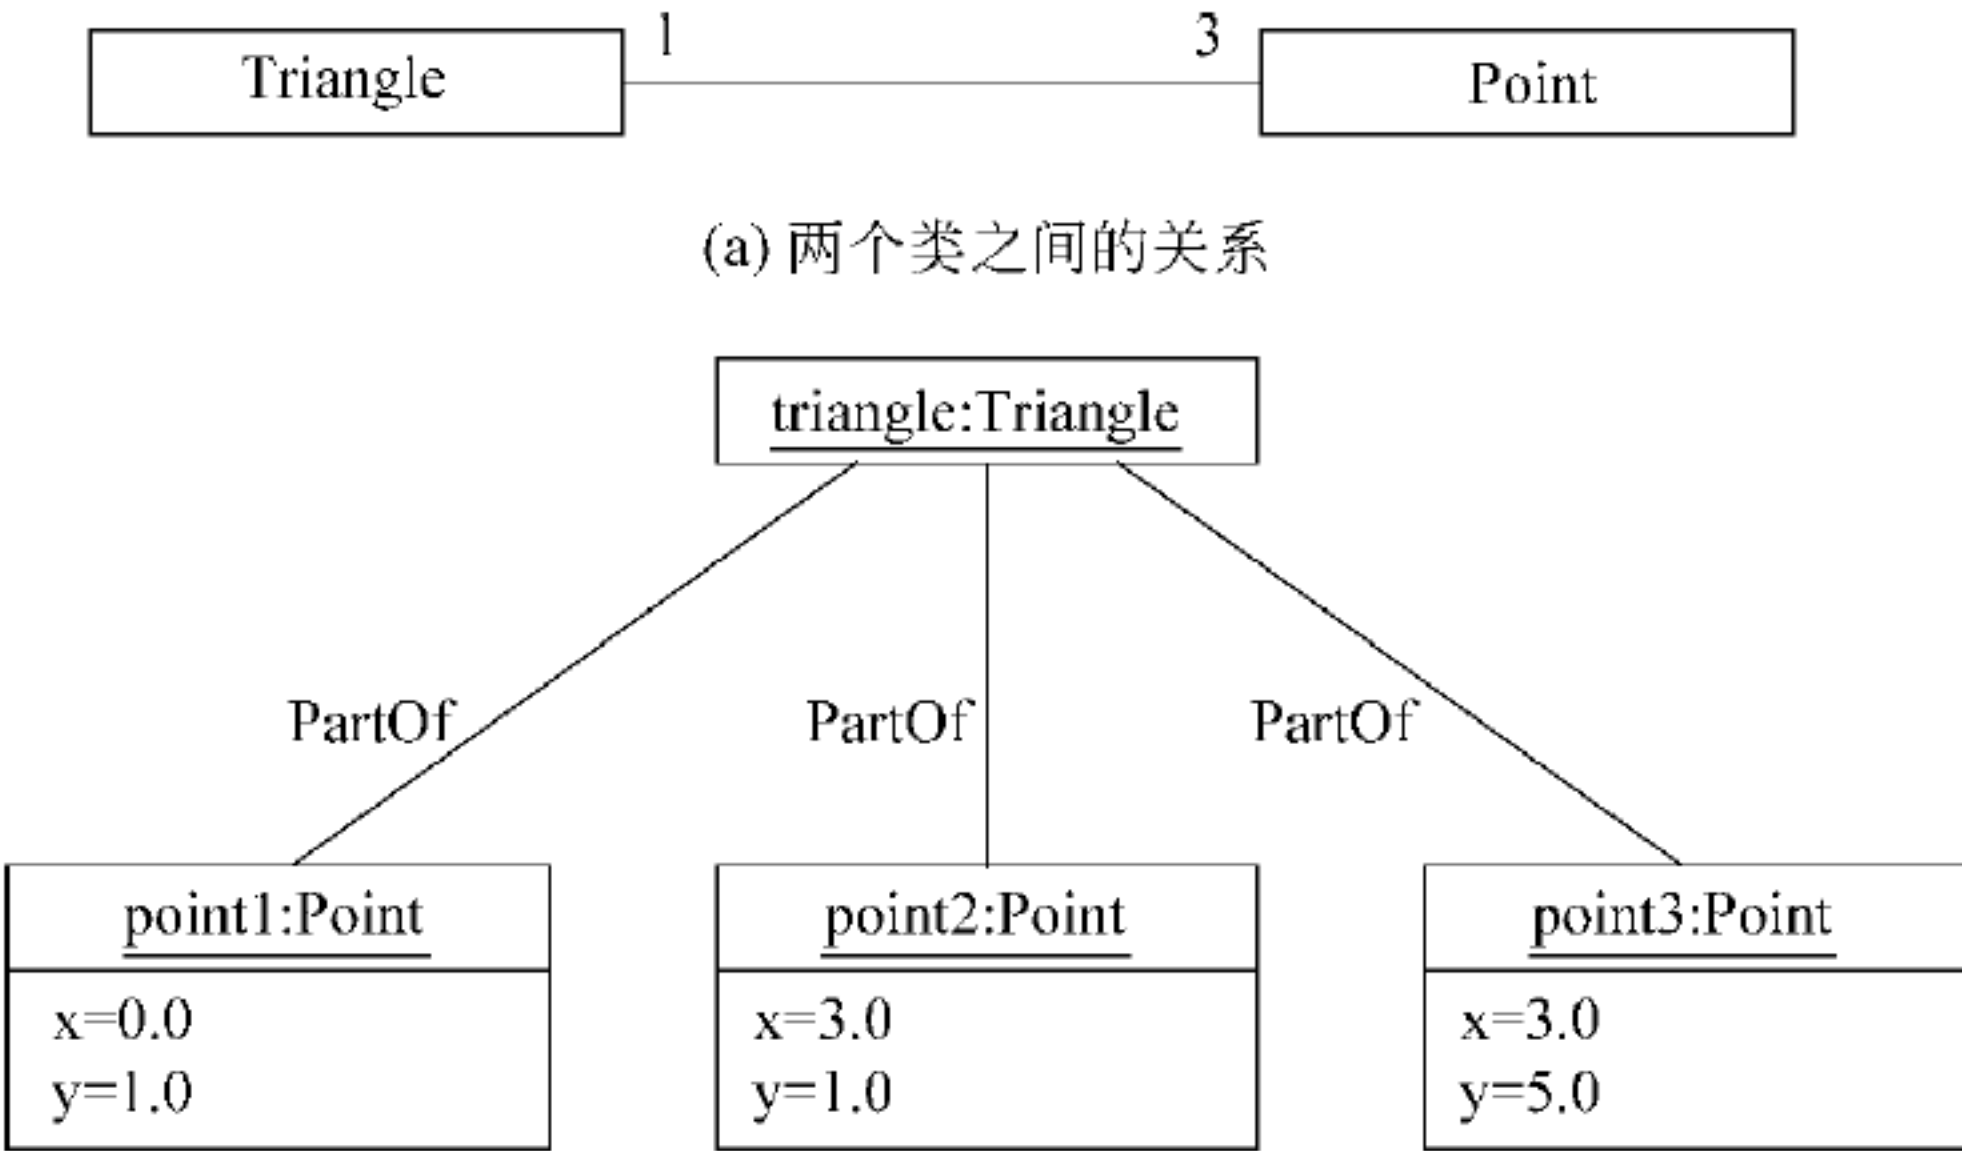 1 3
Triangle Point
(a) 两个类之间的关系
triangle:Triangle
PartOf PartOf PartOf
point1:Point point2:Point point3:Point
x=0.0 x=3.0 x=3.0
y=1.0 y=1.0 y=5.0